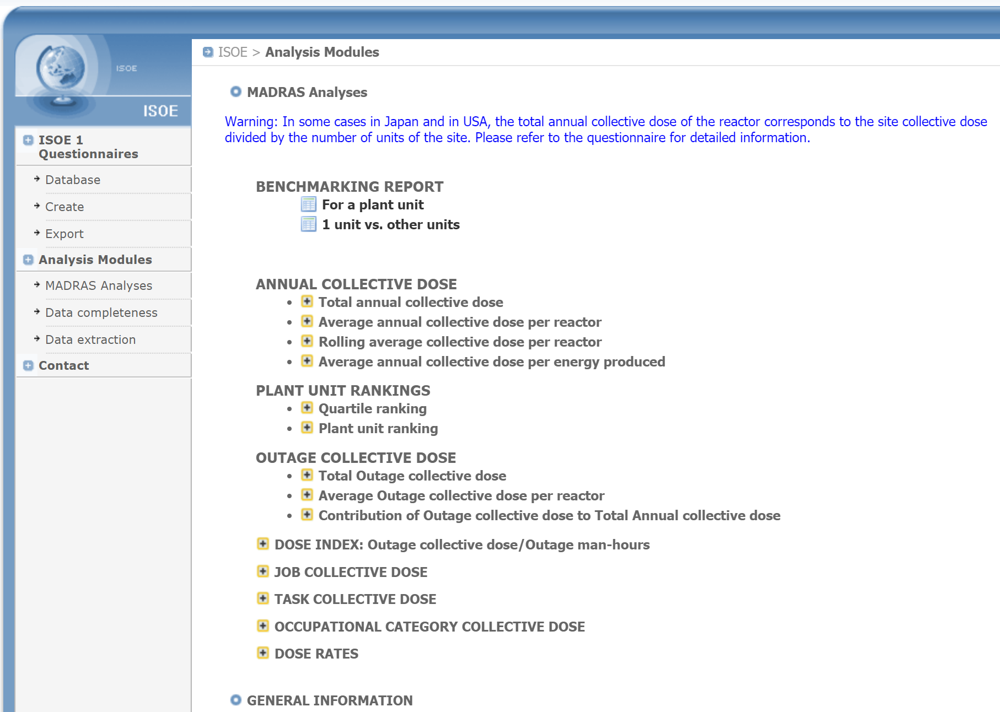 ISOE
ISOE
ISOE 1
Questionnaires
Database
Create
Export
Analysis Modules
MADRAS Analyses
Data completeness
Data extraction
Contact
ISOE > Analysis Modules
MADRAS Analyses
Warning: In some cases in Japan and in USA, the total annual collective dose of the reactor corresponds to the site collective dose
divided by the number of units of the site. Please refer to the questionnaire for detailed information.
BENCHMARKING REPORT
For a plant unit
1 unit vs. other units
ANNUAL COLLECTIVE DOSE
• Total annual collective dose
• Average annual collective dose per reactor
• Rolling average collective dose per reactor
• Average annual collective dose per energy produced
PLANT UNIT RANKINGS
• Quartile ranking
• Plant unit ranking
OUTAGE COLLECTIVE DOSE
• Total Outage collective dose
• Average Outage collective dose per reactor
• Contribution of Outage collective dose to Total Annual collective dose
DOSE INDEX: Outage collective dose/Outage man-hours
JOB COLLECTIVE DOSE
TASK COLLECTIVE DOSE
OCCUPATIONAL CATEGORY COLLECTIVE DOSE
DOSE RATES
GENERAL INFORMATION